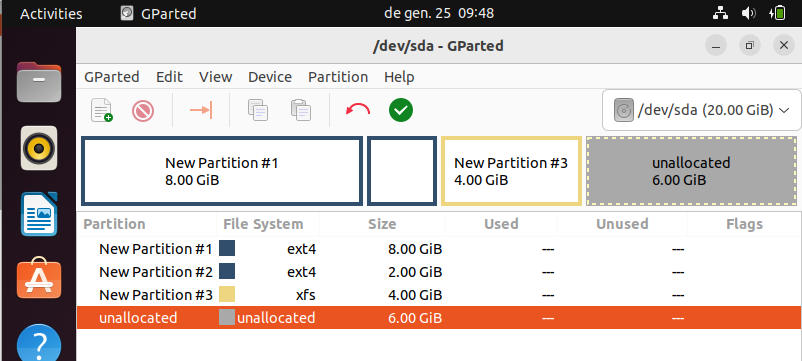 Activities GParted de gen. 25 09:48
/dev/sda - GParted
GParted Edit View Device Partition Help
/dev/sda (20.00 GiB)
New Partition #1 New Partition #3 unallocated
8.00 GiB 4.00 GiB 6.00 GiB
Partition File System Size Used Unused Flags
New Partition #1 ext4 8.00 GiB --- ---
New Partition #2 ext4 2.00 GiB --- ---
New Partition #3 xfs 4.00 GiB --- ---
unallocated unallocated 6.00 GiB --- ---
A
?